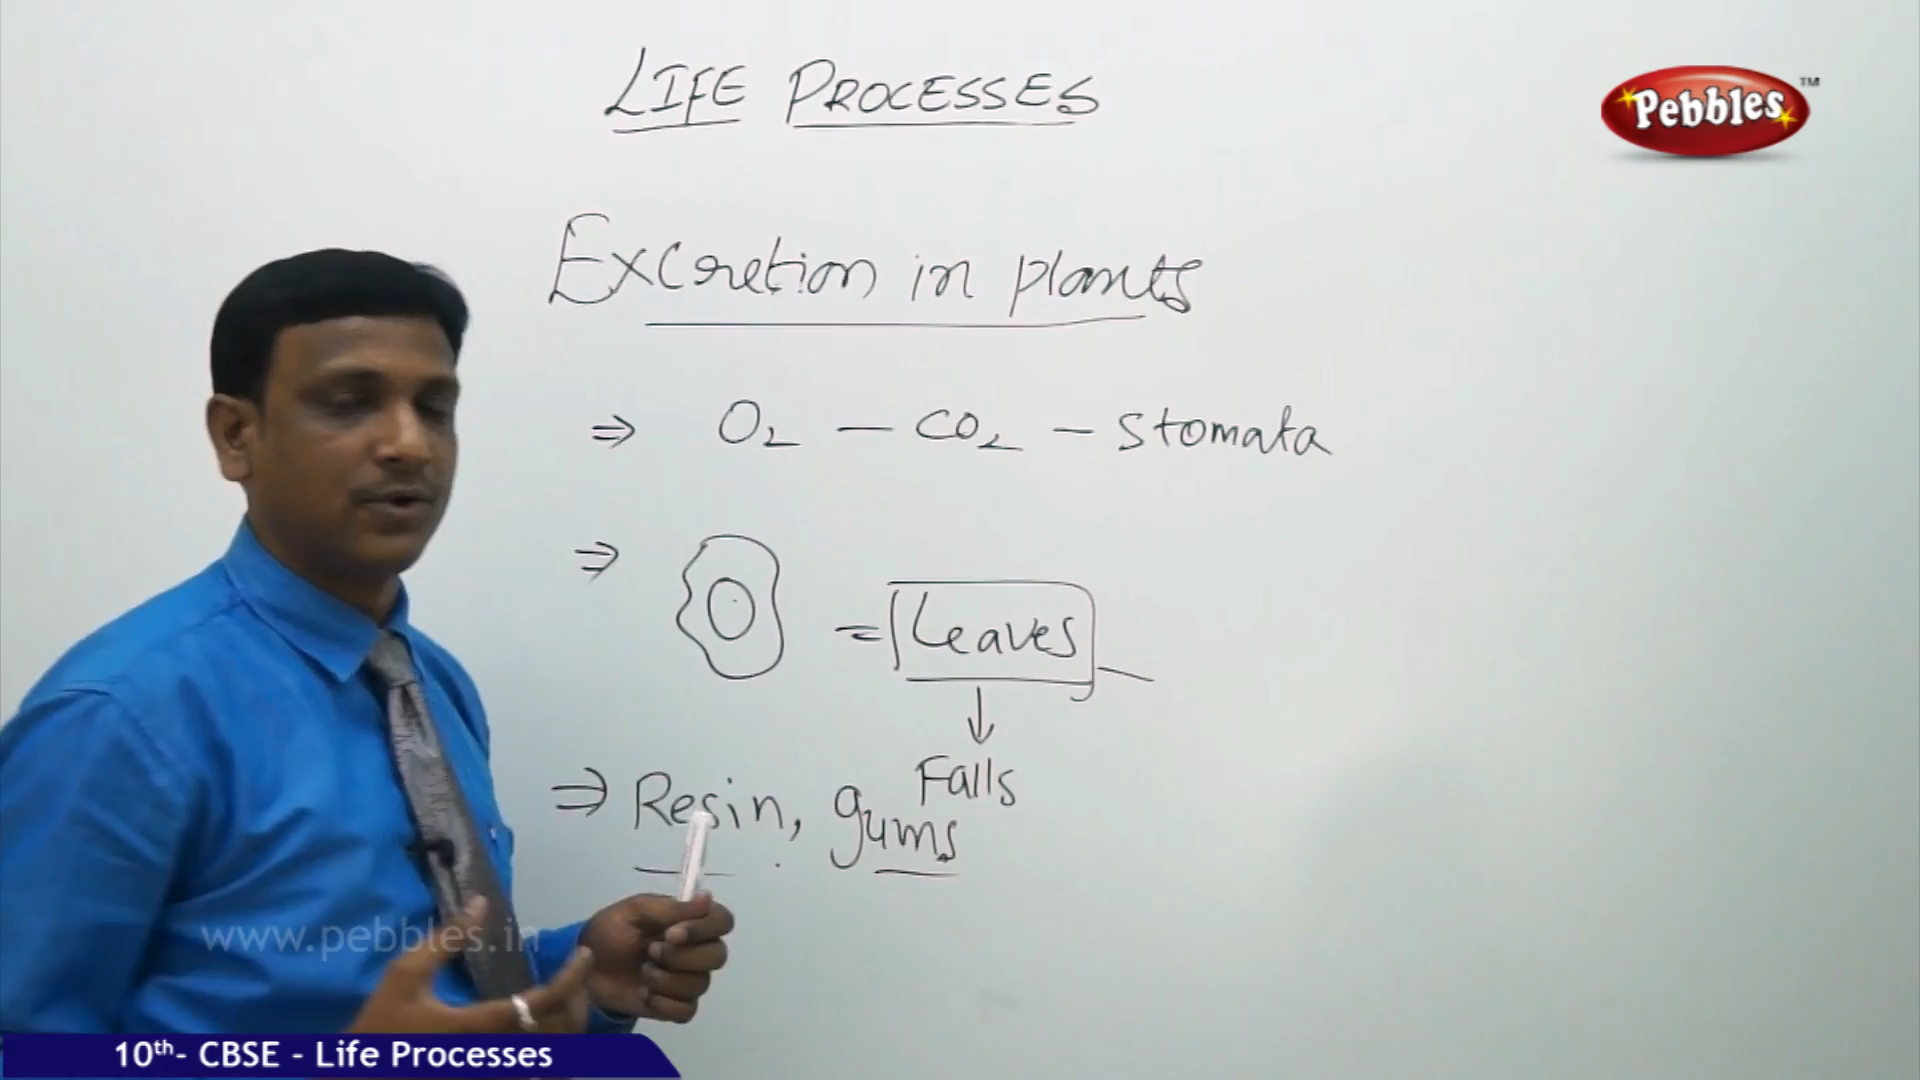 LIFE PROCESSES
Pebbles™
Excretion in plants
⇒ O₂ – CO₂ – stomata
⇒ = Leaves
↓
Falls
⇒ Resin, gums
www.pebbles.in
10th- CBSE - Life Processes